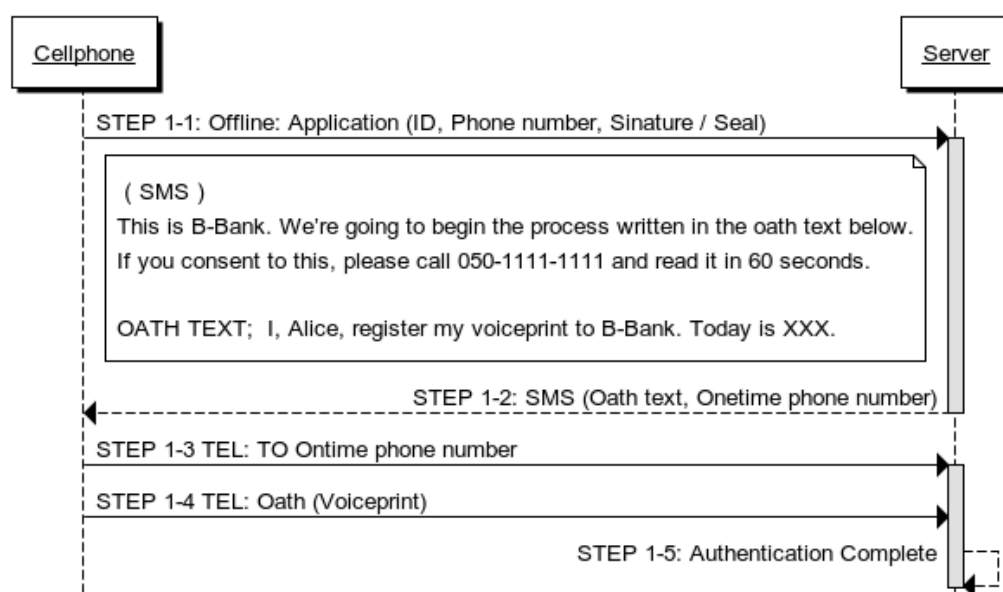 Cellphone
Server
STEP 1-1: Offline: Application (ID, Phone number, Sinature / Seal)
( SMS )
This is B-Bank. We're going to begin the process written in the oath text below.
If you consent to this, please call 050-1111-1111 and read it in 60 seconds.
OATH TEXT;  I, Alice, register my voiceprint to B-Bank. Today is XXX.
STEP 1-2: SMS (Oath text, Onetime phone number)
STEP 1-3 TEL: TO Ontime phone number
STEP 1-4 TEL: Oath (Voiceprint)
STEP 1-5: Authentication Complete